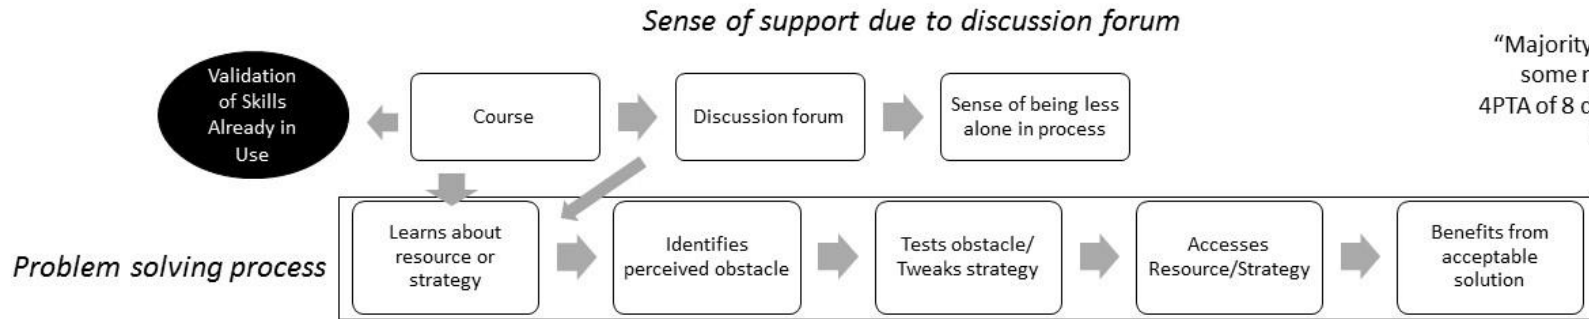 Sense of support due to discussion forum
"Majority
some
4PTA of 8
Validation
of Skills
Already in
Use
Course
Discussion forum
Sense of being less
alone in process
Problem solving process
Learns about
resource or
strategy
Identifies
perceived obstacle
Tests obstacle/
Tweaks strategy
Accesses
Resource/Strategy
Benefits from
acceptable
solution